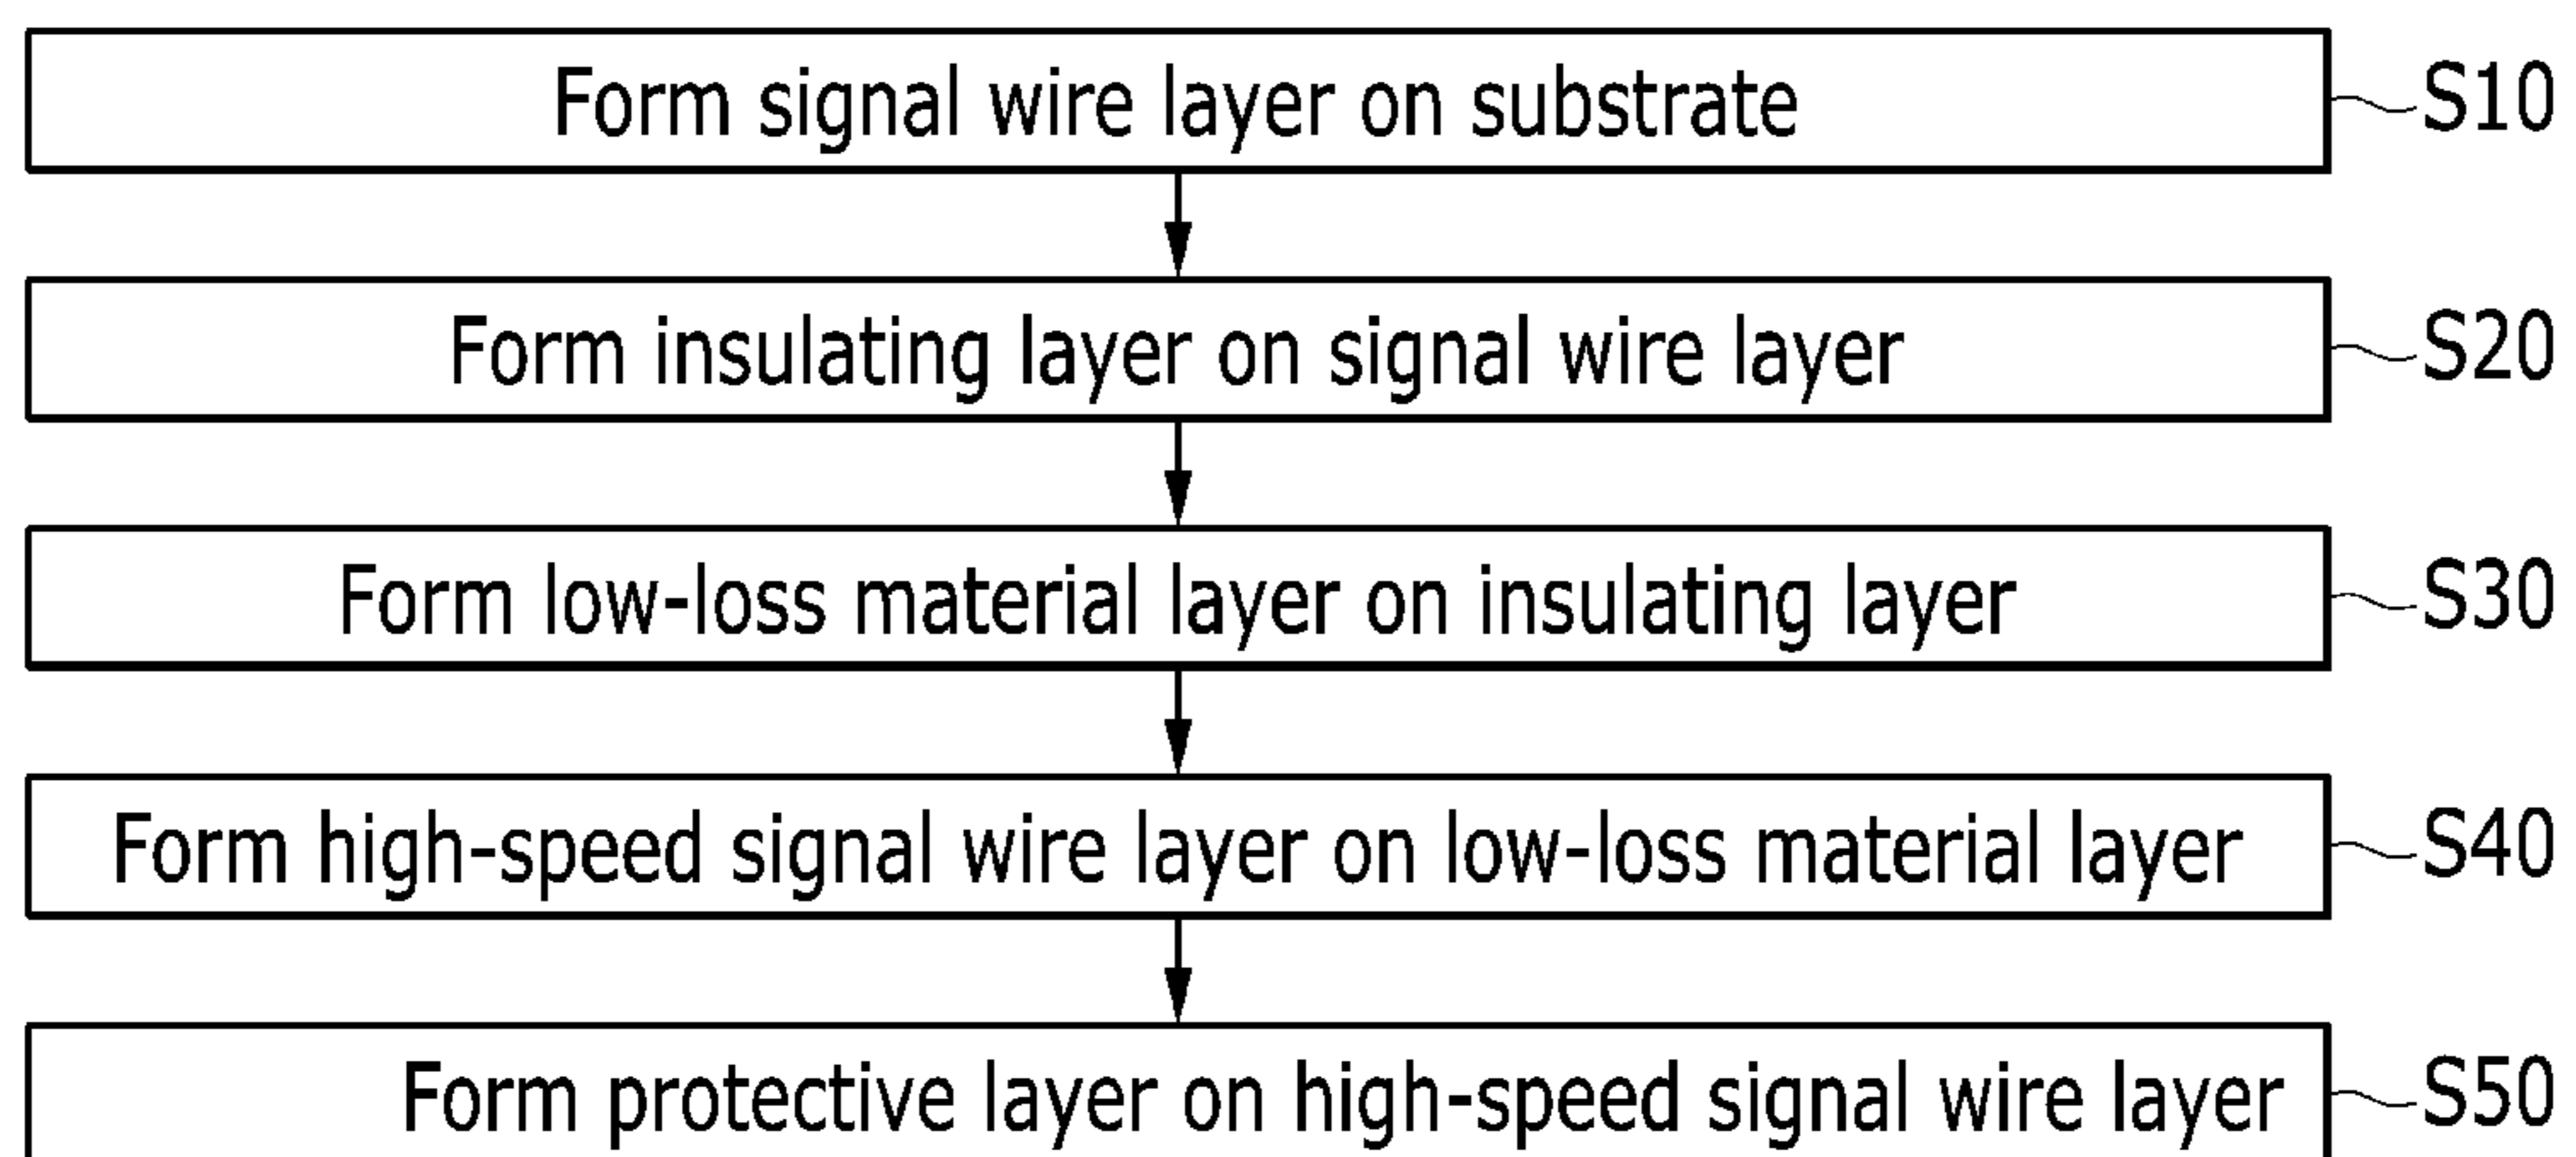 Form signal wire layer on substrate S10
Form insulating layer on signal wire layer S20
Form low-loss material layer on insulating layer S30
Form high-speed signal wire layer on low-loss material layer S40
Form protective layer on high-speed signal wire layer S50